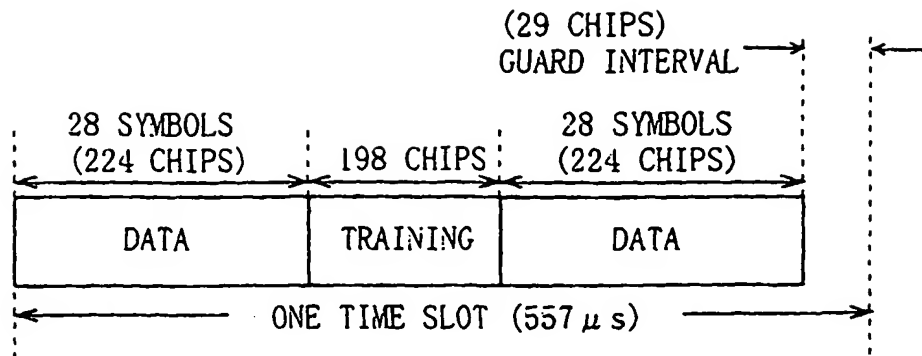 (29 CHIPS)
GUARD INTERVAL
28 SYMBOLS
(224 CHIPS)
198 CHIPS
28 SYMBOLS
(224 CHIPS)
DATA
TRAINING
DATA
ONE TIME SLOT (557μs)